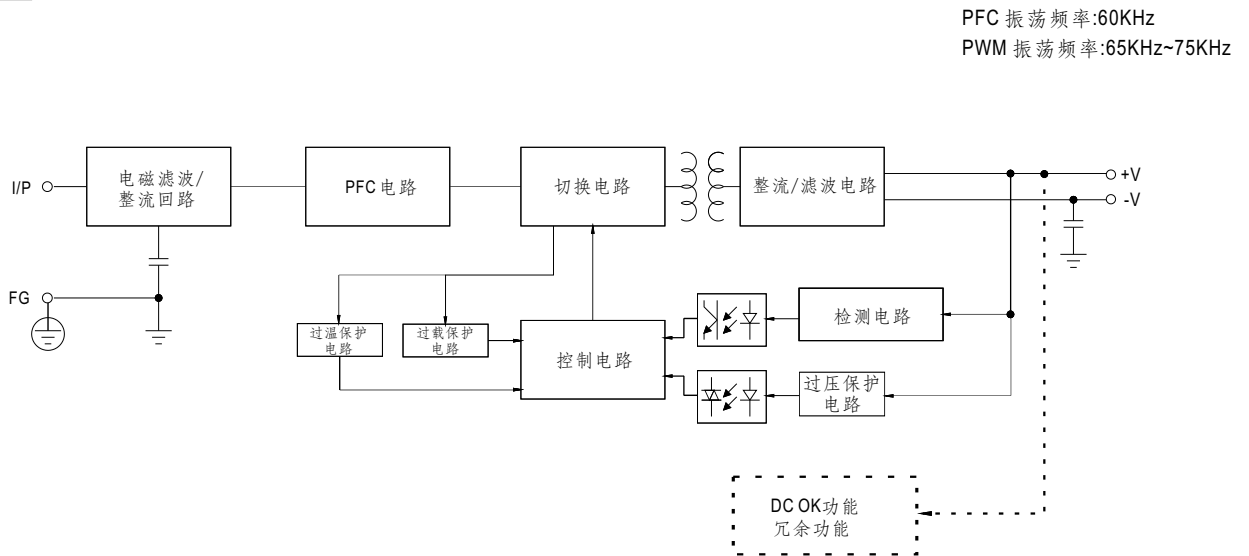 PFC 振荡频率:60KHz
PWM 振荡频率:65KHz~75KHz
I/P
电磁滤波/
整流回路
PFC 电路
切换电路
整流/滤波电路
+V
-V
FG
过温保护
电路
过载保护
电路
控制电路
检测电路
过压保护
电路
DC OK功能
冗余功能